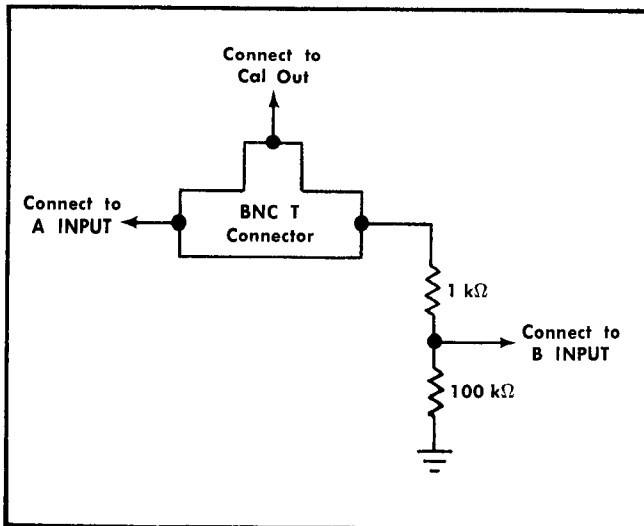 Connect to
Cal Out
Connect to
A INPUT
BNC T
Connector
1 kΩ
Connect to
B INPUT
100 kΩ